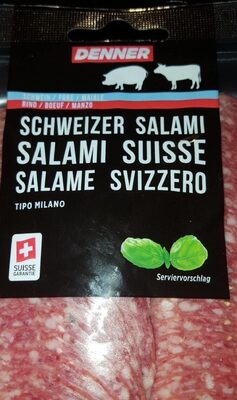 DENNER
SCHWEIN / PORC / MAIALE
RIND / BOEUF / MANZO
SCHWEIZER SALAMI
SALAMI SUISSE
SALAME SVIZZERO
TIPO MILANO
SUISSE
GARANTIE
Serviervorschlag